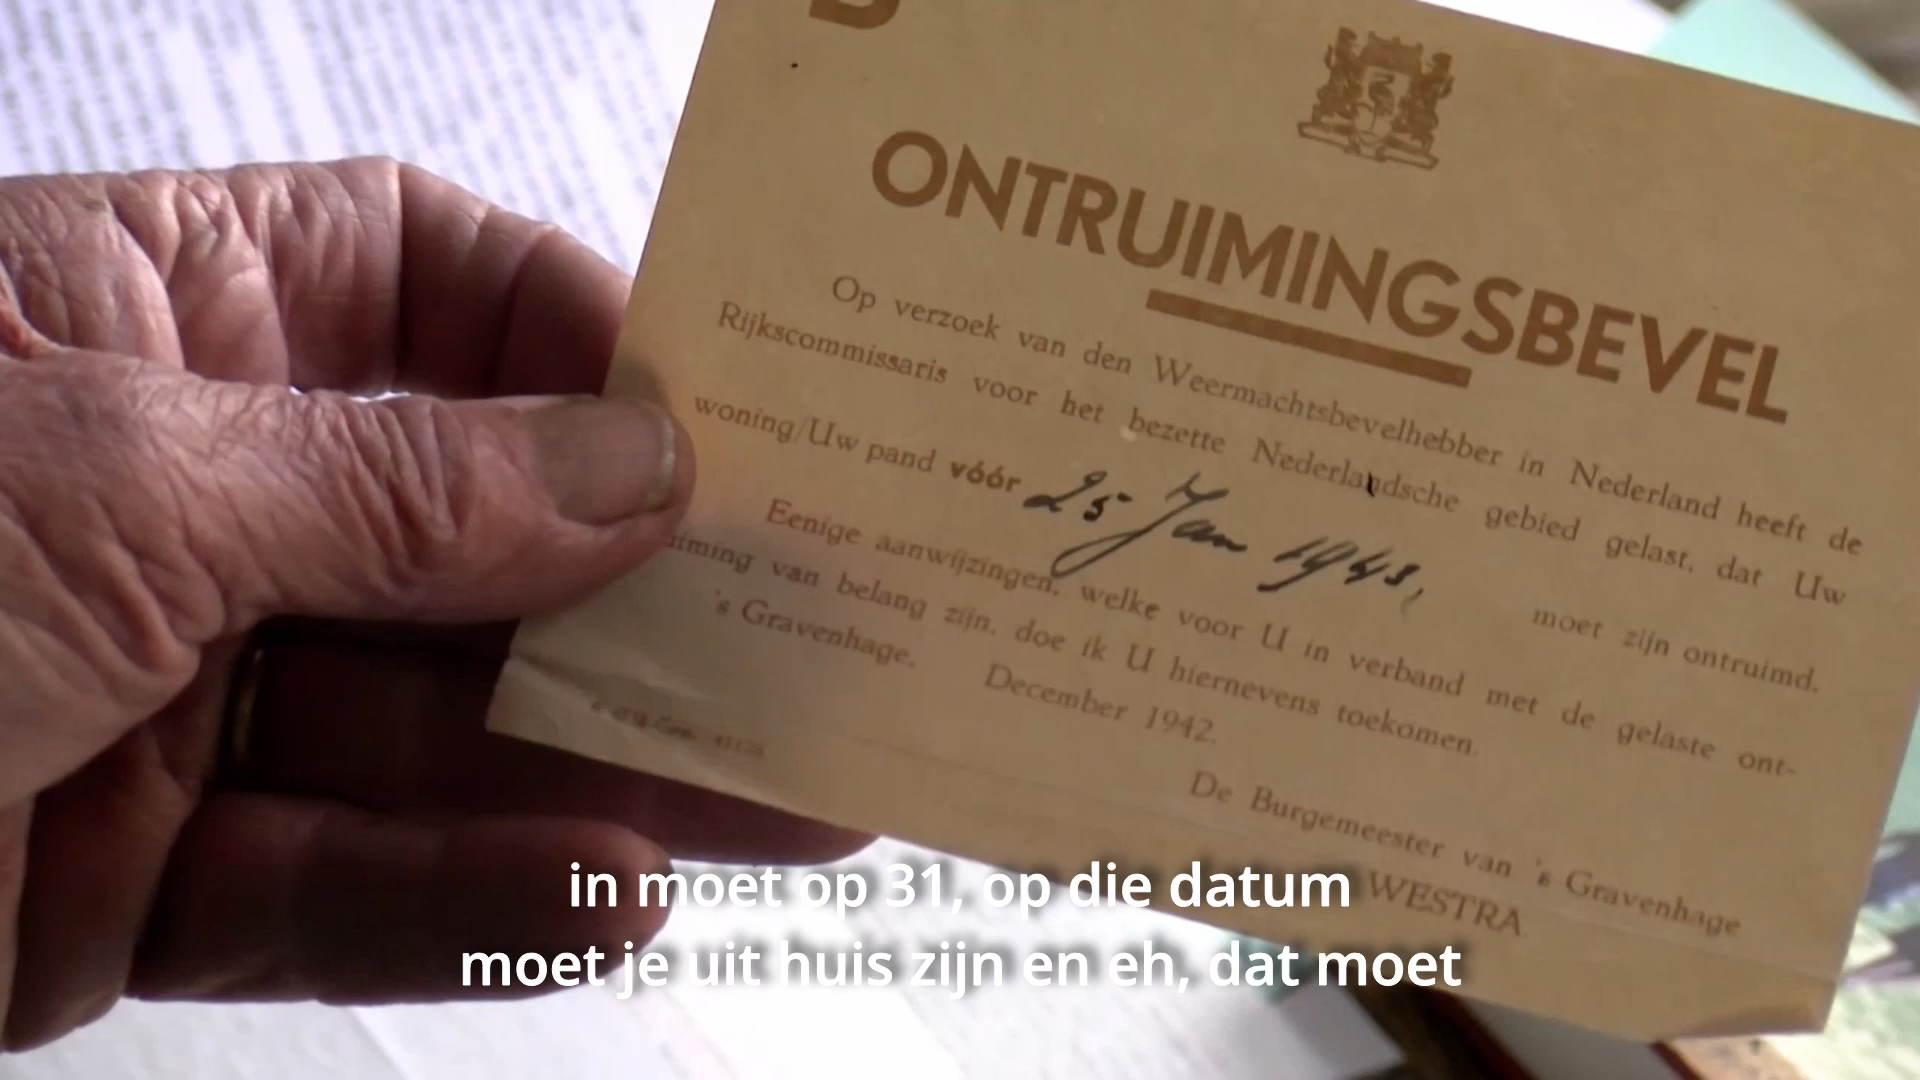 ONTRUIMINGSBEVEL
Op verzoek van den Weermachtsbevelhebber in Nederland heeft de
Rijkscommissaris voor het bezette Nederlandsche gebied gelast, dat Uw
woning/Uw pand vóór 25 Jan 1943, moet zijn ontruimd.
Eenige aanwijzingen, welke voor U in verband met de gelaste ont-
uiming van belang zijn, doe ik U hiernevens toekomen.
's Gravenhage, December 1942.
De Burgemeester van 's Gravenhage
WESTRA.
in moet op 31, op die datum
moet je uit huis zijn en eh, dat moet